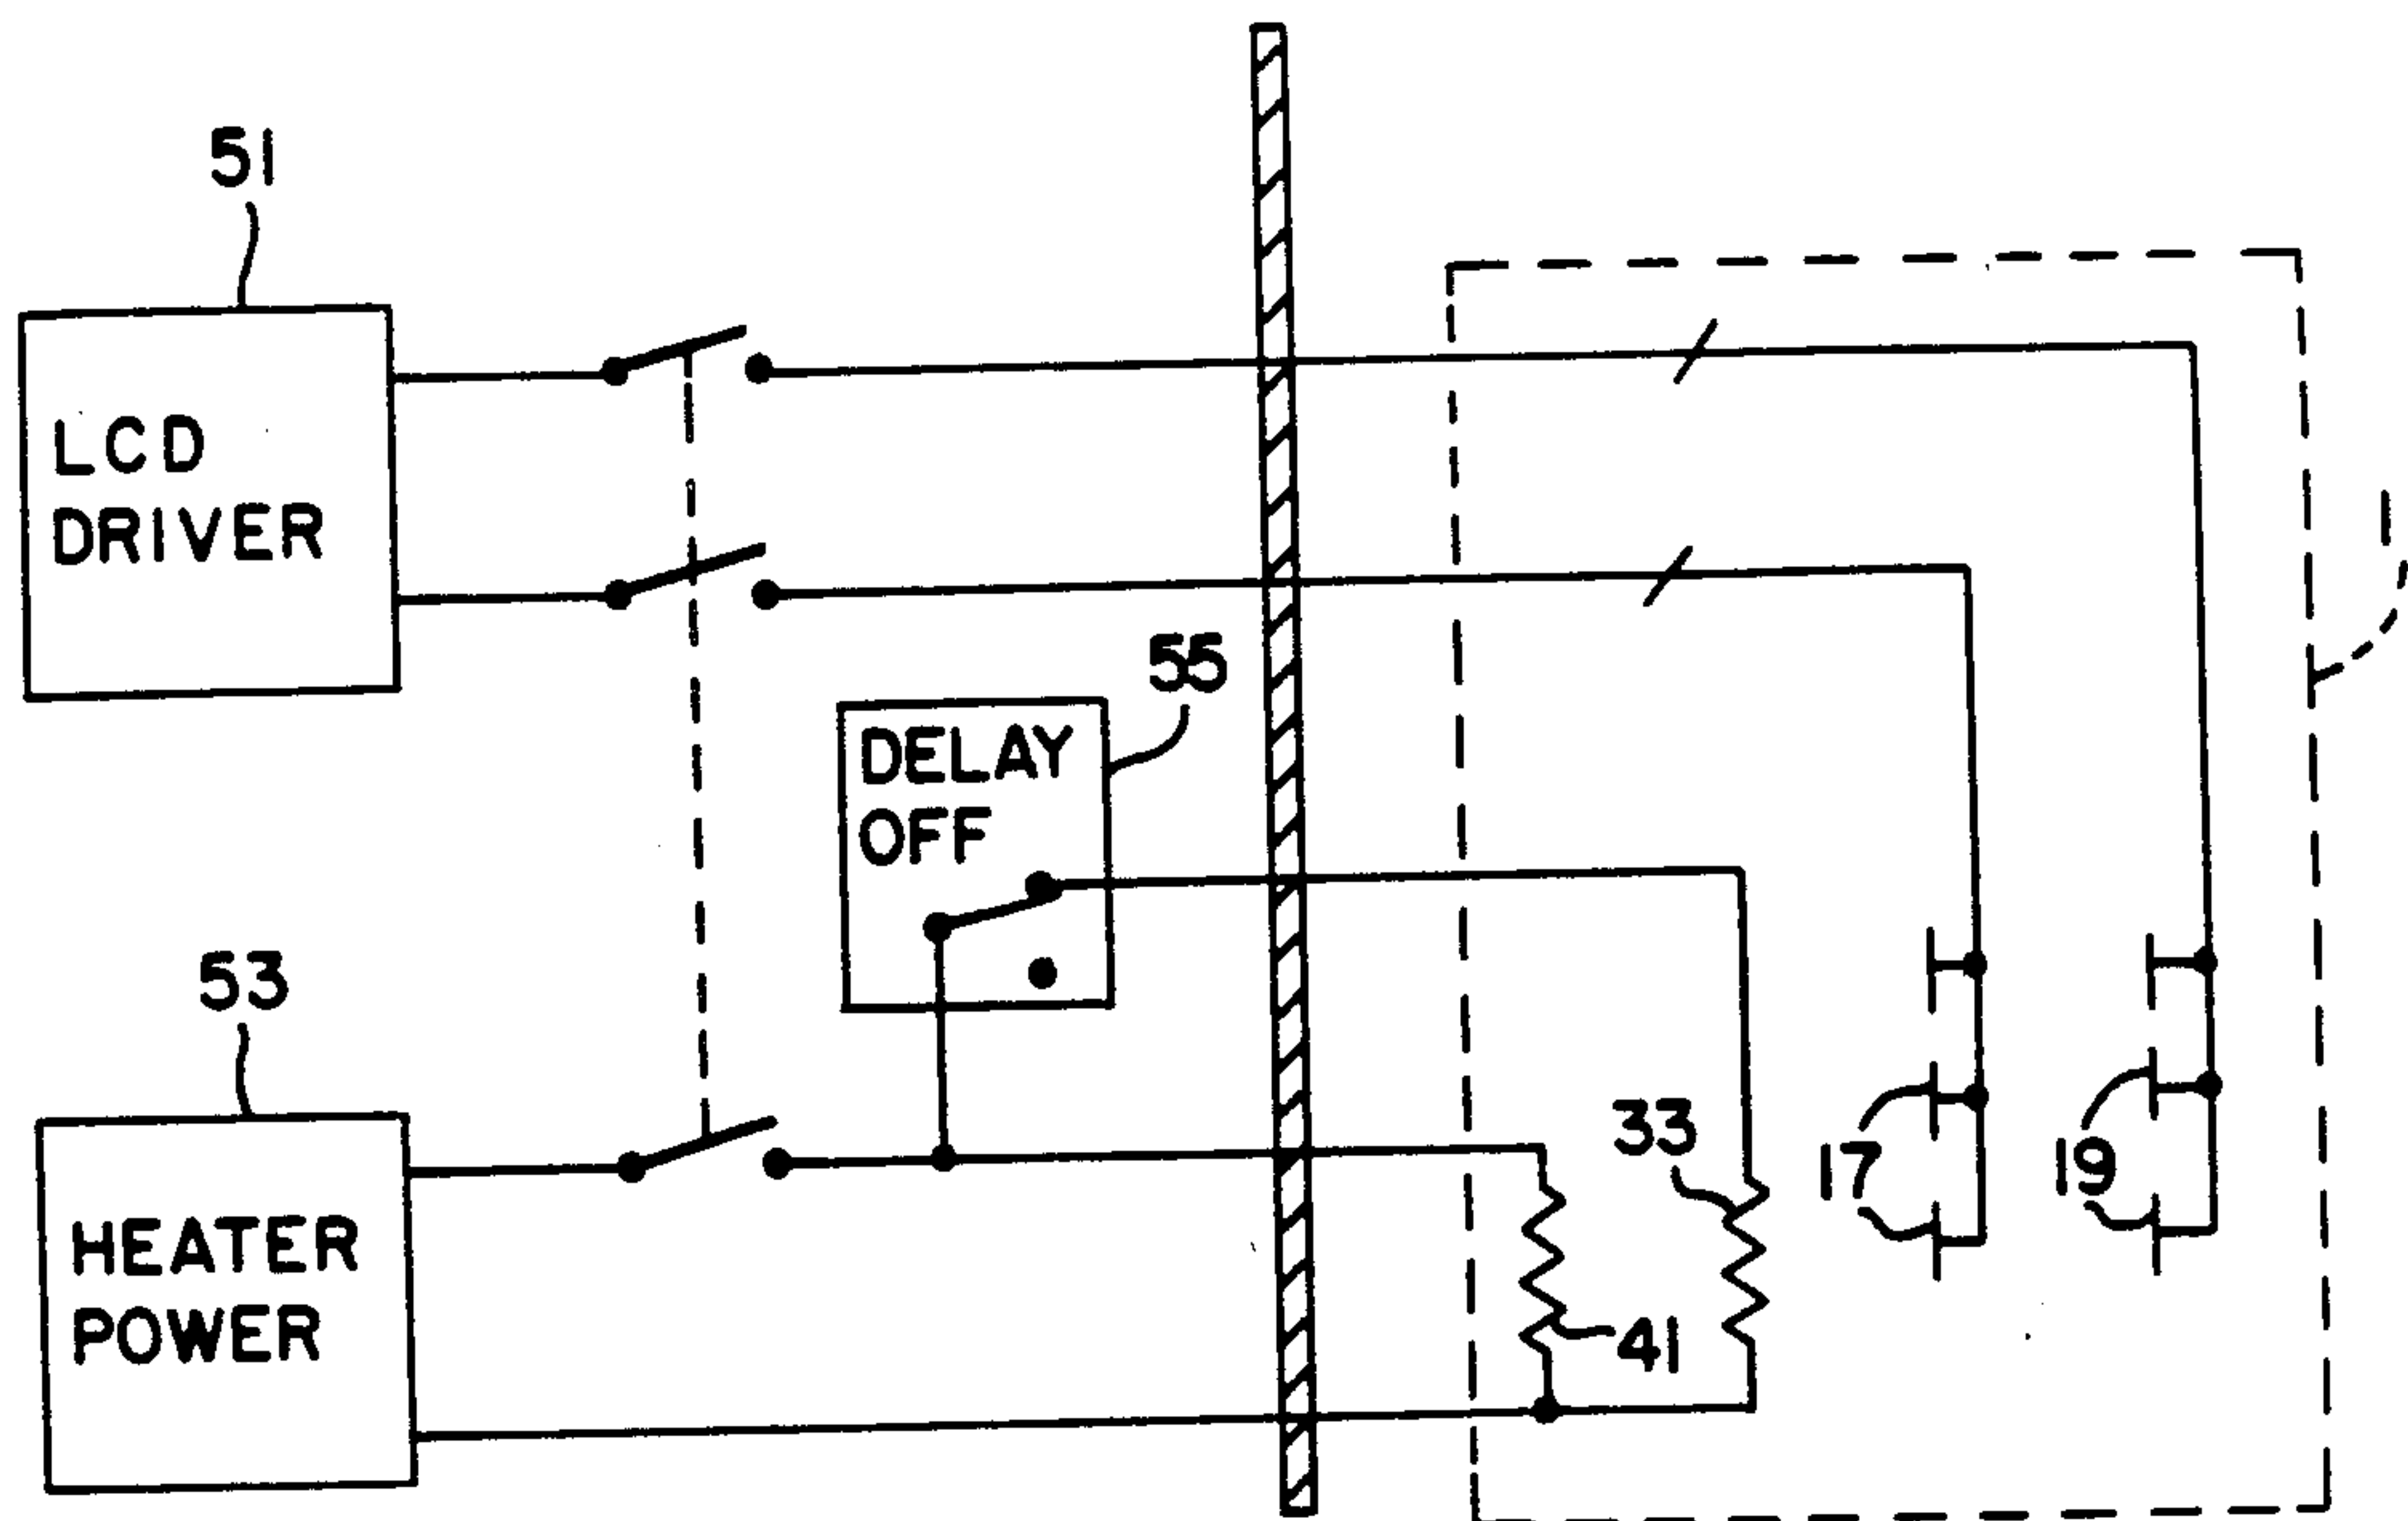 51
LCD
DRIVER
1
55
DELAY
OFF
53
HEATER
POWER
33
17
19
41